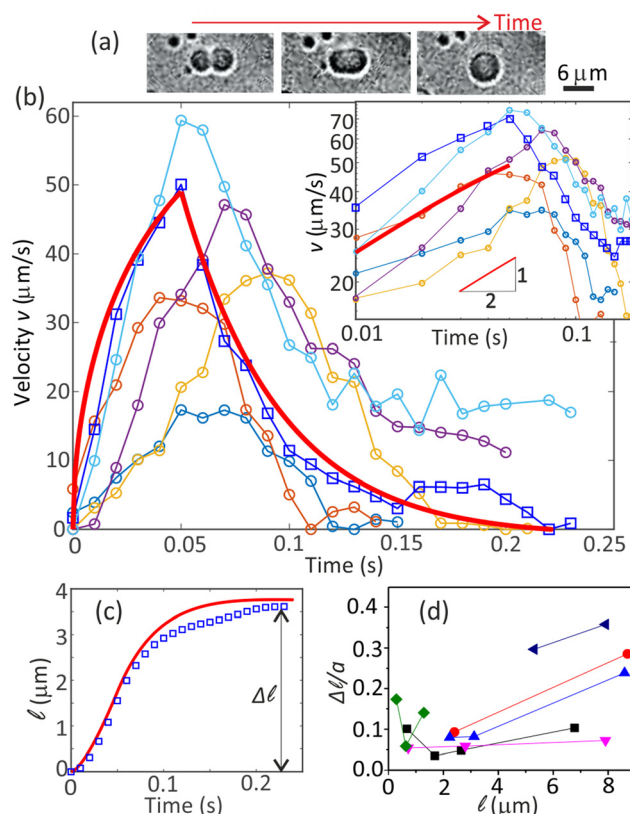 Time
(a)
6 μm
(b)
60
50
40
30
20
10
0
Velocity v (μm/s)
0
0.05
0.1
0.15
0.2
0.25
Time (s)
70
50
40
30
20
v (μm/s)
1
2
0.01
0.1
Time (s)
(c)
4
3
2
1
0
ℓ (μm)
Δℓ
0
0.1
0.2
Time (s)
(d)
0.4
0.3
0.2
0.1
0
Δℓ/a
0
2
4
6
8
ℓ (μm)